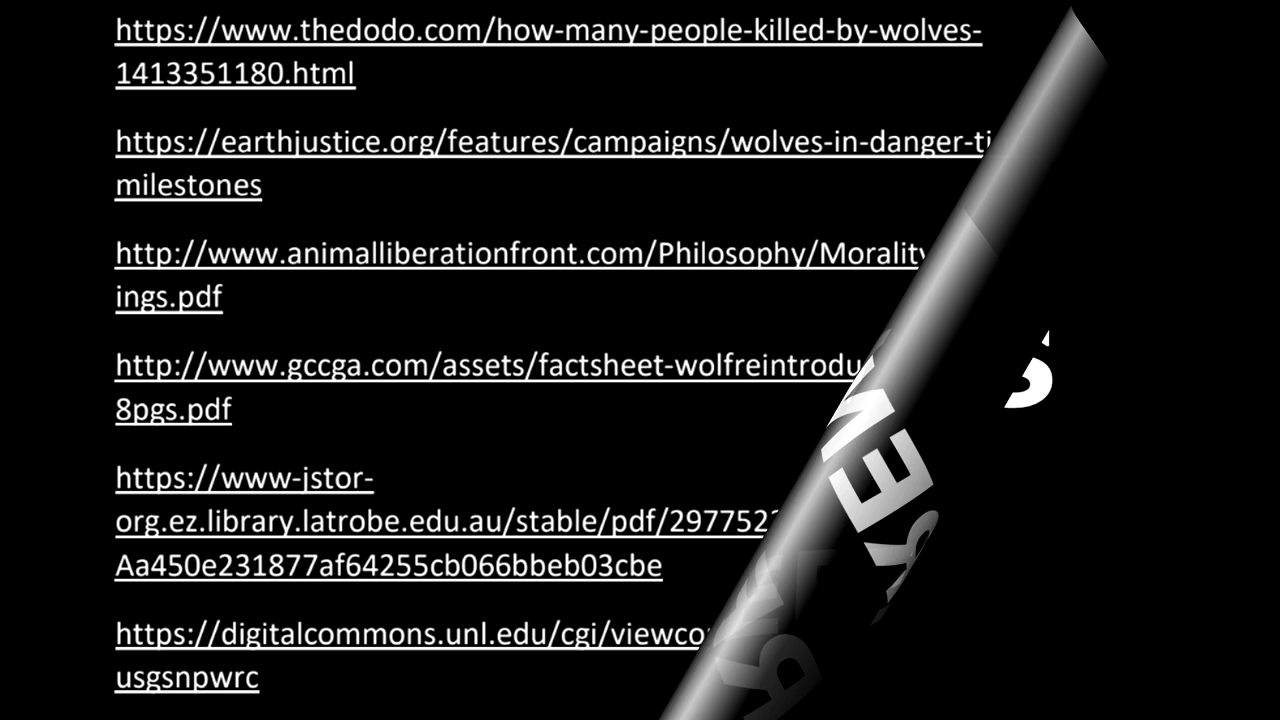 https://www.thedodo.com/how-many-people-killed-by-wolves-
1413351180.html
https://earthjustice.org/features/campaigns/wolves-in-danger-ti
milestones
http://www.animalliberationfront.com/Philosophy/Morality
ings.pdf
http://www.gccga.com/assets/factsheet-wolfreintrodu
8pgs.pdf
https://www-jstor-
org.ez.library.latrobe.edu.au/stable/pdf/297752
Aa450e231877af64255cb066bbeb03cbe
https://digitalcommons.unl.edu/cgi/viewco
usgsnpwrc